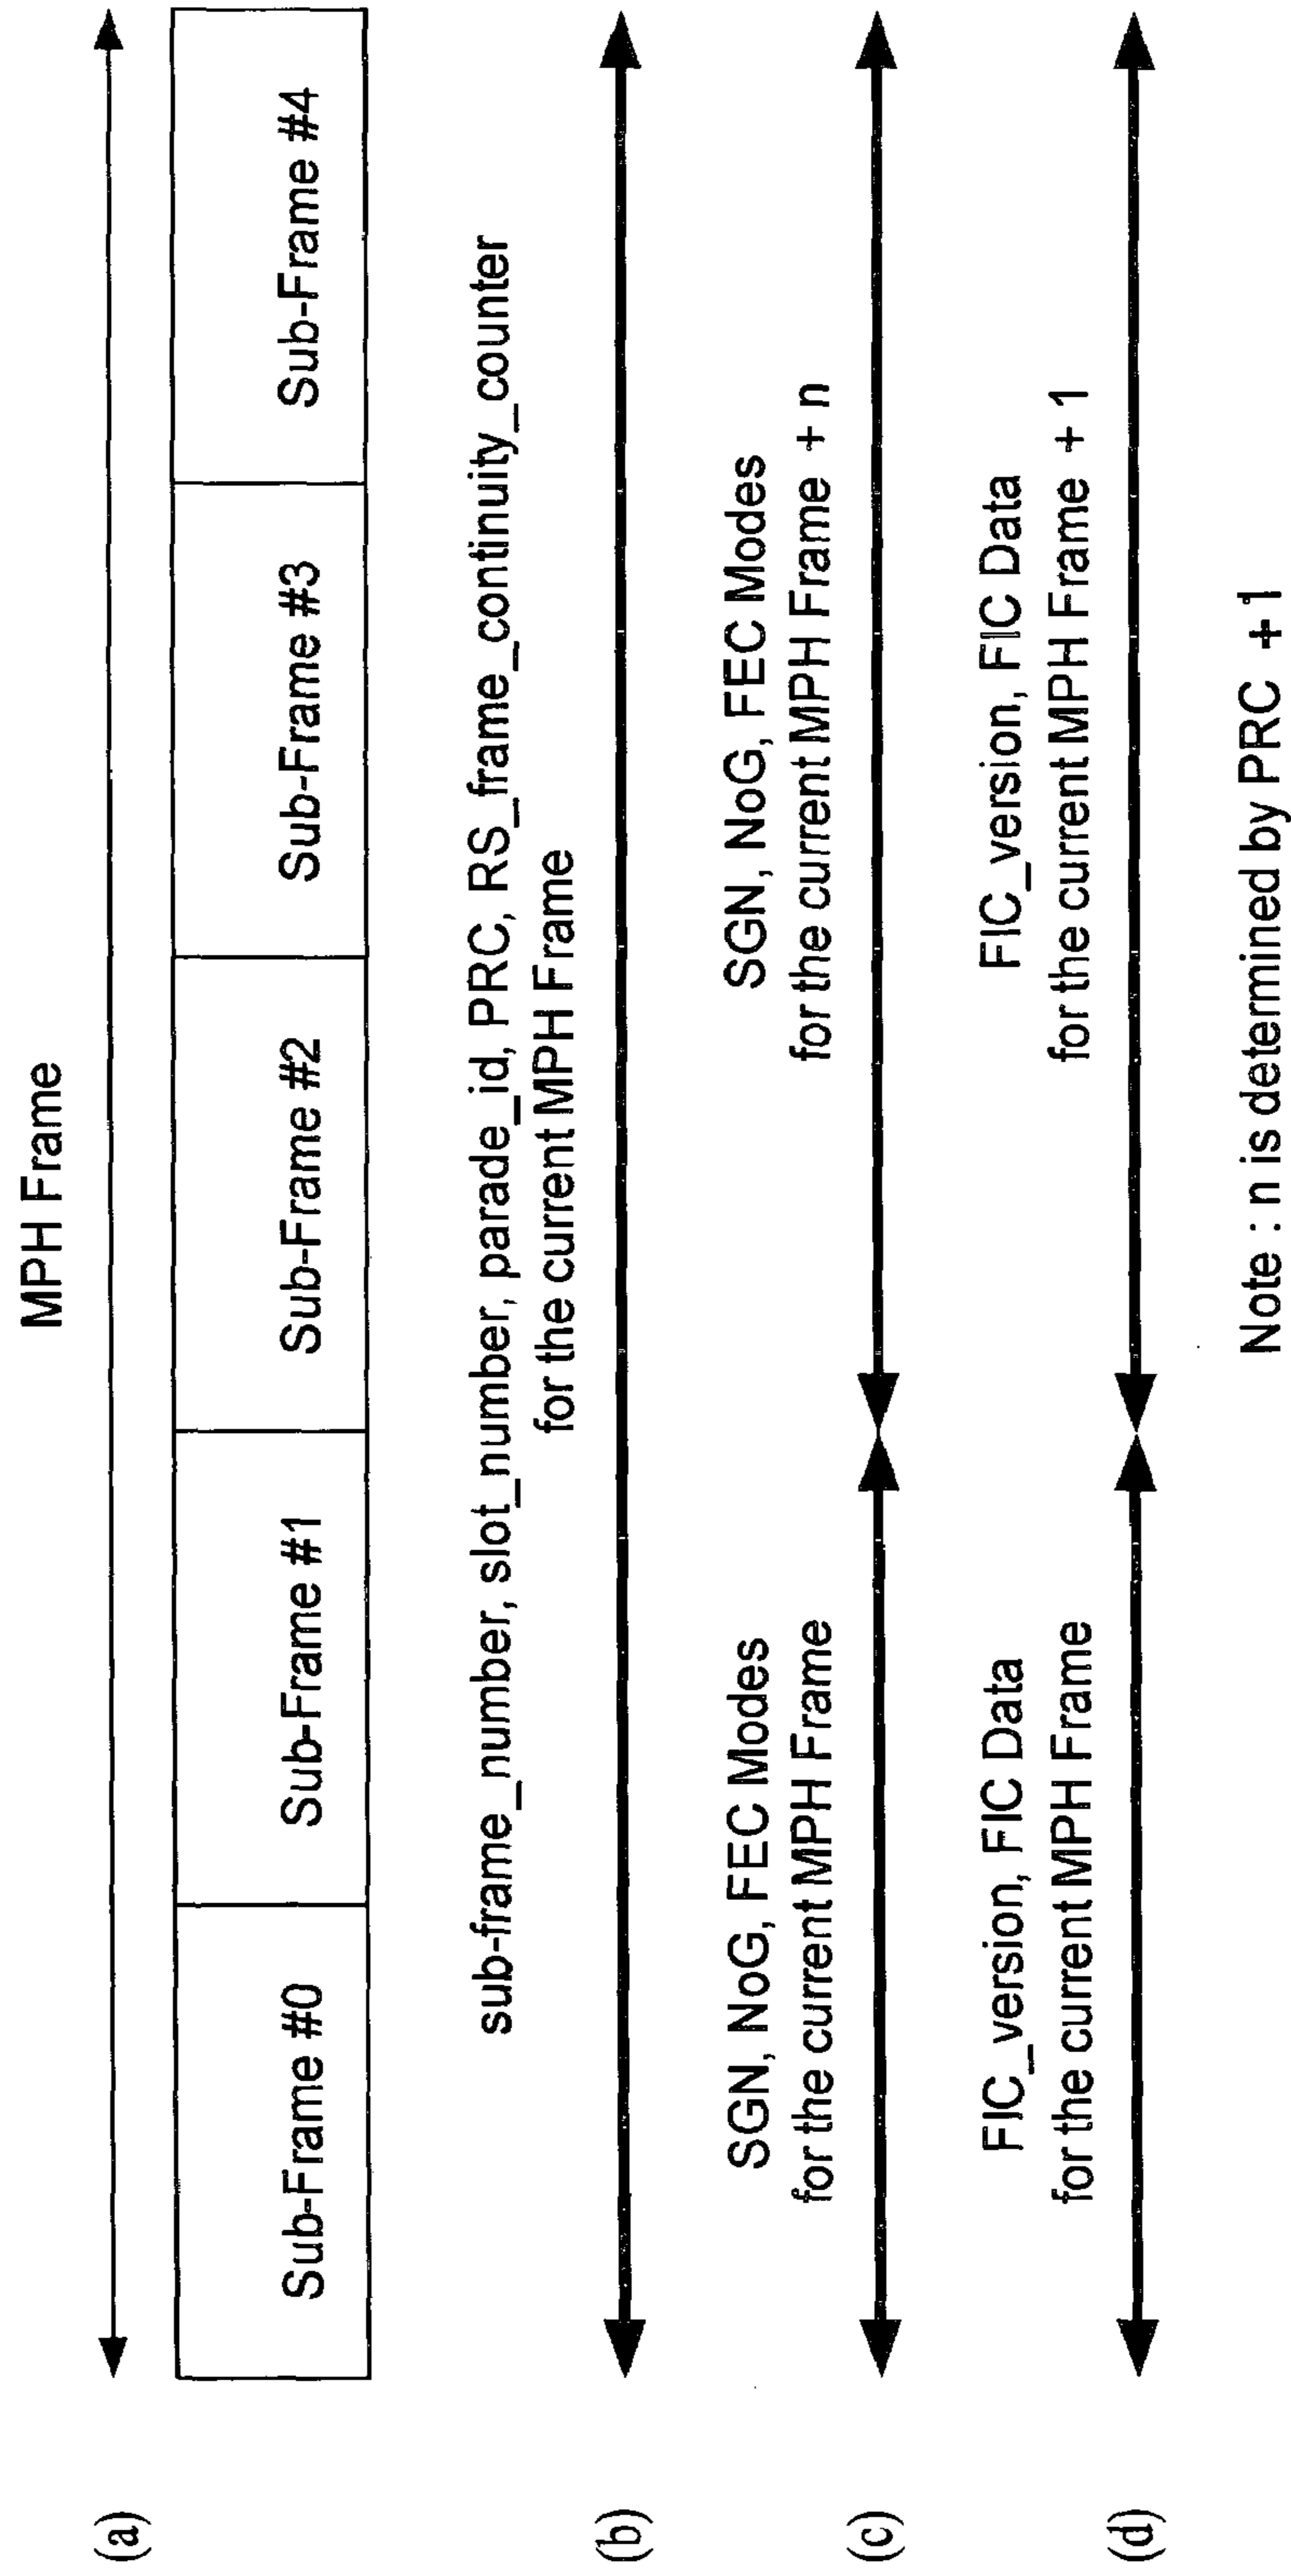 MPH Frame
(a)
Sub-Frame #0
Sub-Frame #1
Sub-Frame #2
Sub-Frame #3
Sub-Frame #4
sub-frame_number, slot_number, parade_id, PRC, RS_frame_continuity_counter
for the current MPH Frame
(b)
SGN, NoG, FEC Modes
for the current MPH Frame
SGN, NoG, FEC Modes
for the current MPH Frame + n
(c)
FIC_version, FIC Data
for the current MPH Frame
FIC_version, FIC Data
for the current MPH Frame + 1
(d)
Note : n is determined by PRC +1